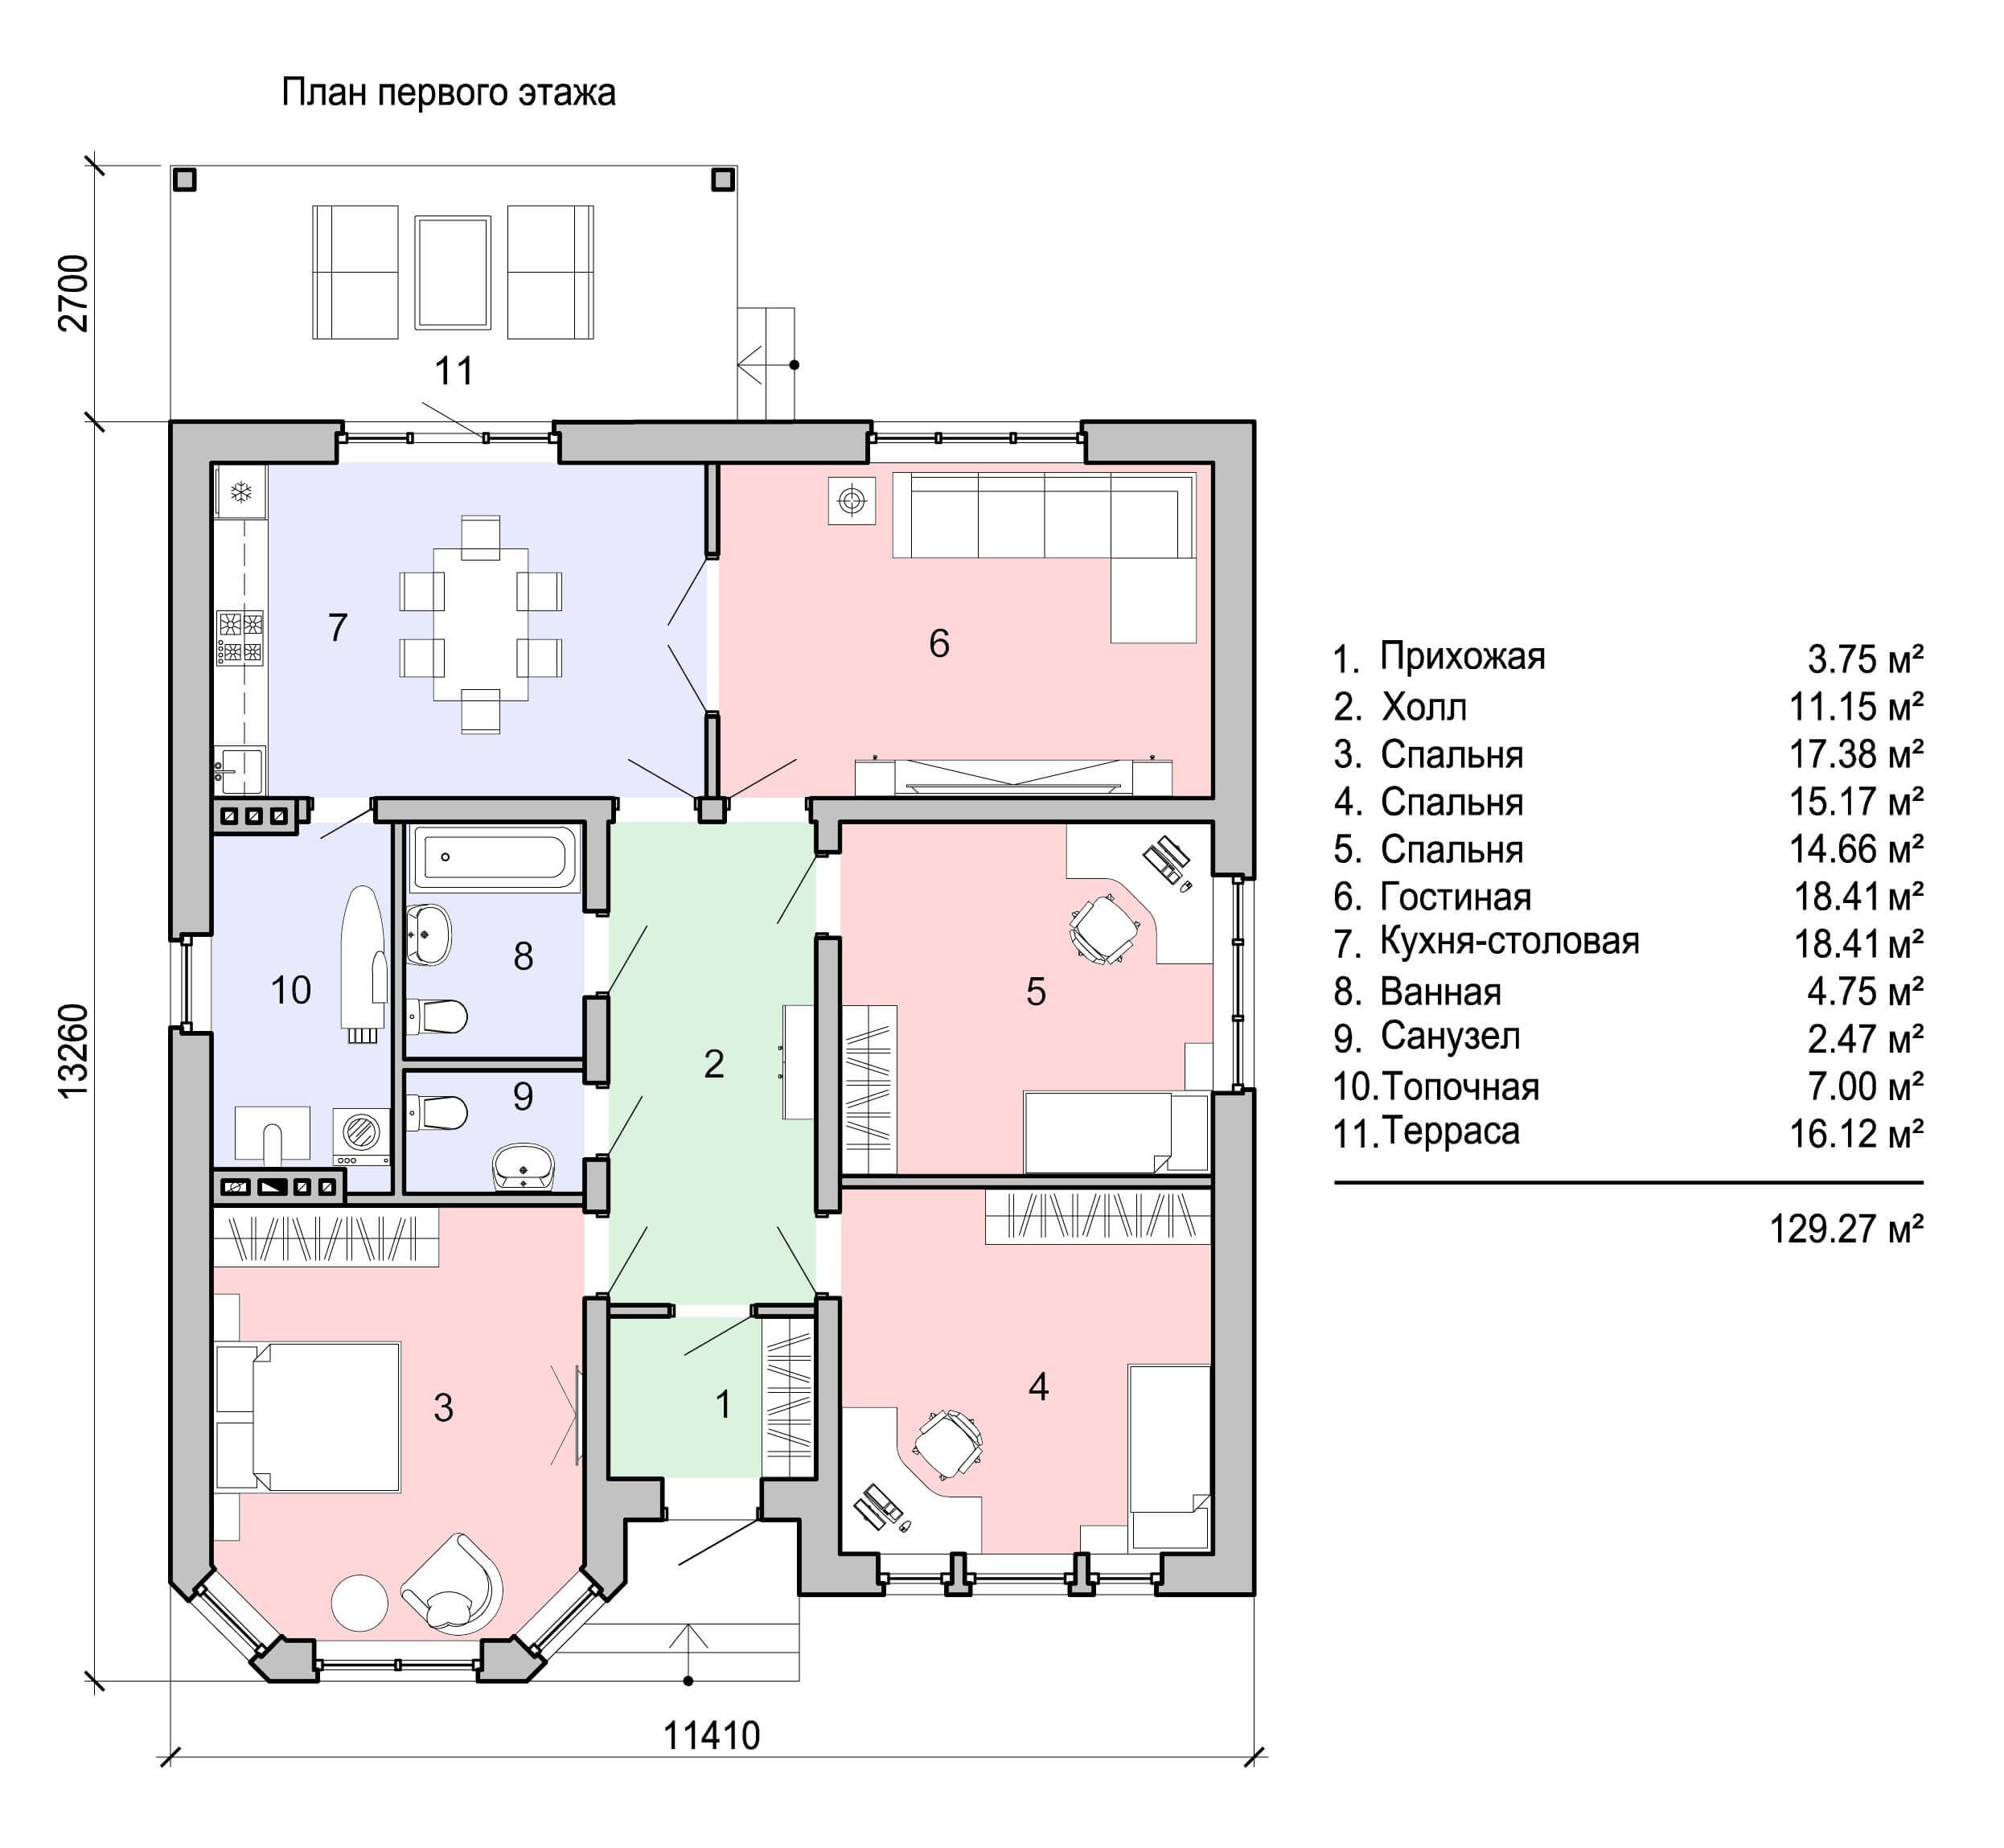 План первого этажа
2700
11
7
6
10
8
9
2
5
3
1
4
13260
11410
1. Прихожая 3.75 м²
2. Холл 11.15 м²
3. Спальня 17.38 м²
4. Спальня 15.17 м²
5. Спальня 14.66 м²
6. Гостиная 18.41 м²
7. Кухня-столовая 18.41 м²
8. Ванная 4.75 м²
9. Санузел 2.47 м²
10. Топочная 7.00 м²
11. Терраса 16.12 м²
129.27 м²